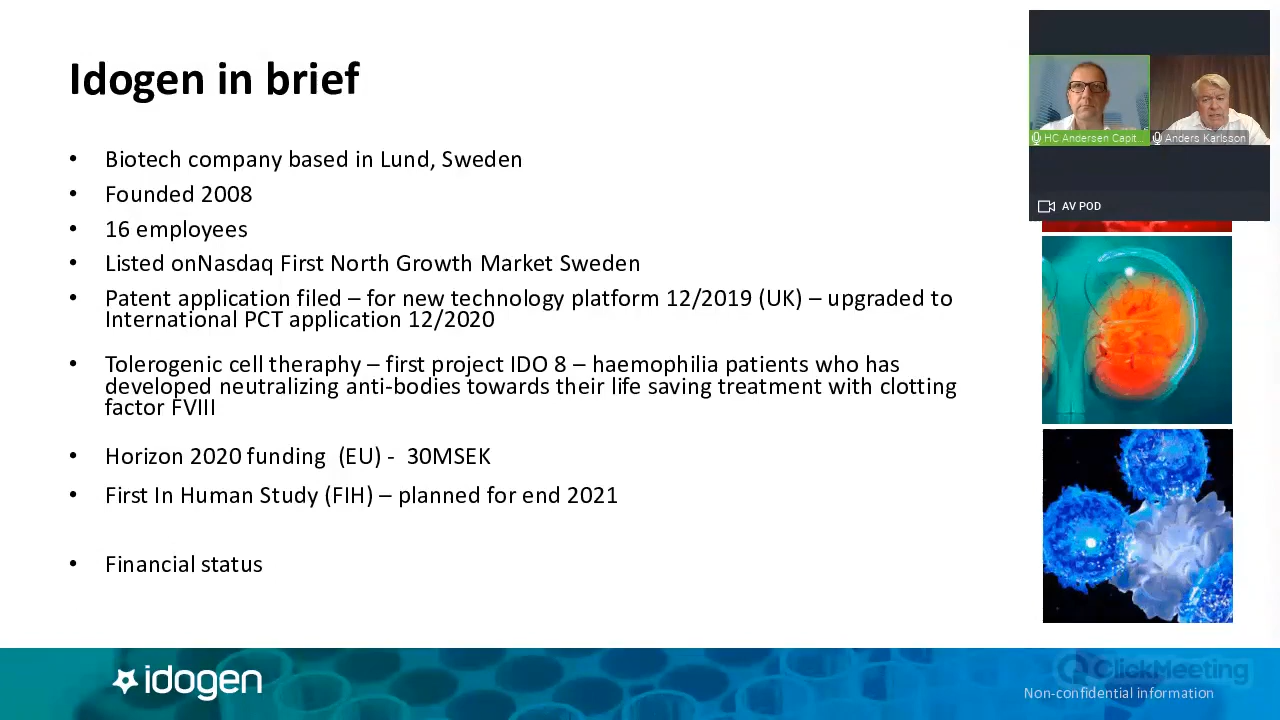 Idogen in brief
• Biotech company based in Lund, Sweden
• Founded 2008
• 16 employees
• Listed onNasdaq First North Growth Market Sweden
• Patent application filed – for new technology platform 12/2019 (UK) – upgraded to
International PCT application 12/2020
• Tolerogenic cell theraphy – first project IDO 8 – haemophilia patients who has
developed neutralizing anti-bodies towards their life saving treatment with clotting
factor FVIII
• Horizon 2020 funding (EU) - 30MSEK
• First In Human Study (FIH) – planned for end 2021
• Financial status
HC Andersen Capit...
Anders Karlsson
AV POD
idogen
ClickMeeting
Non-confidential information